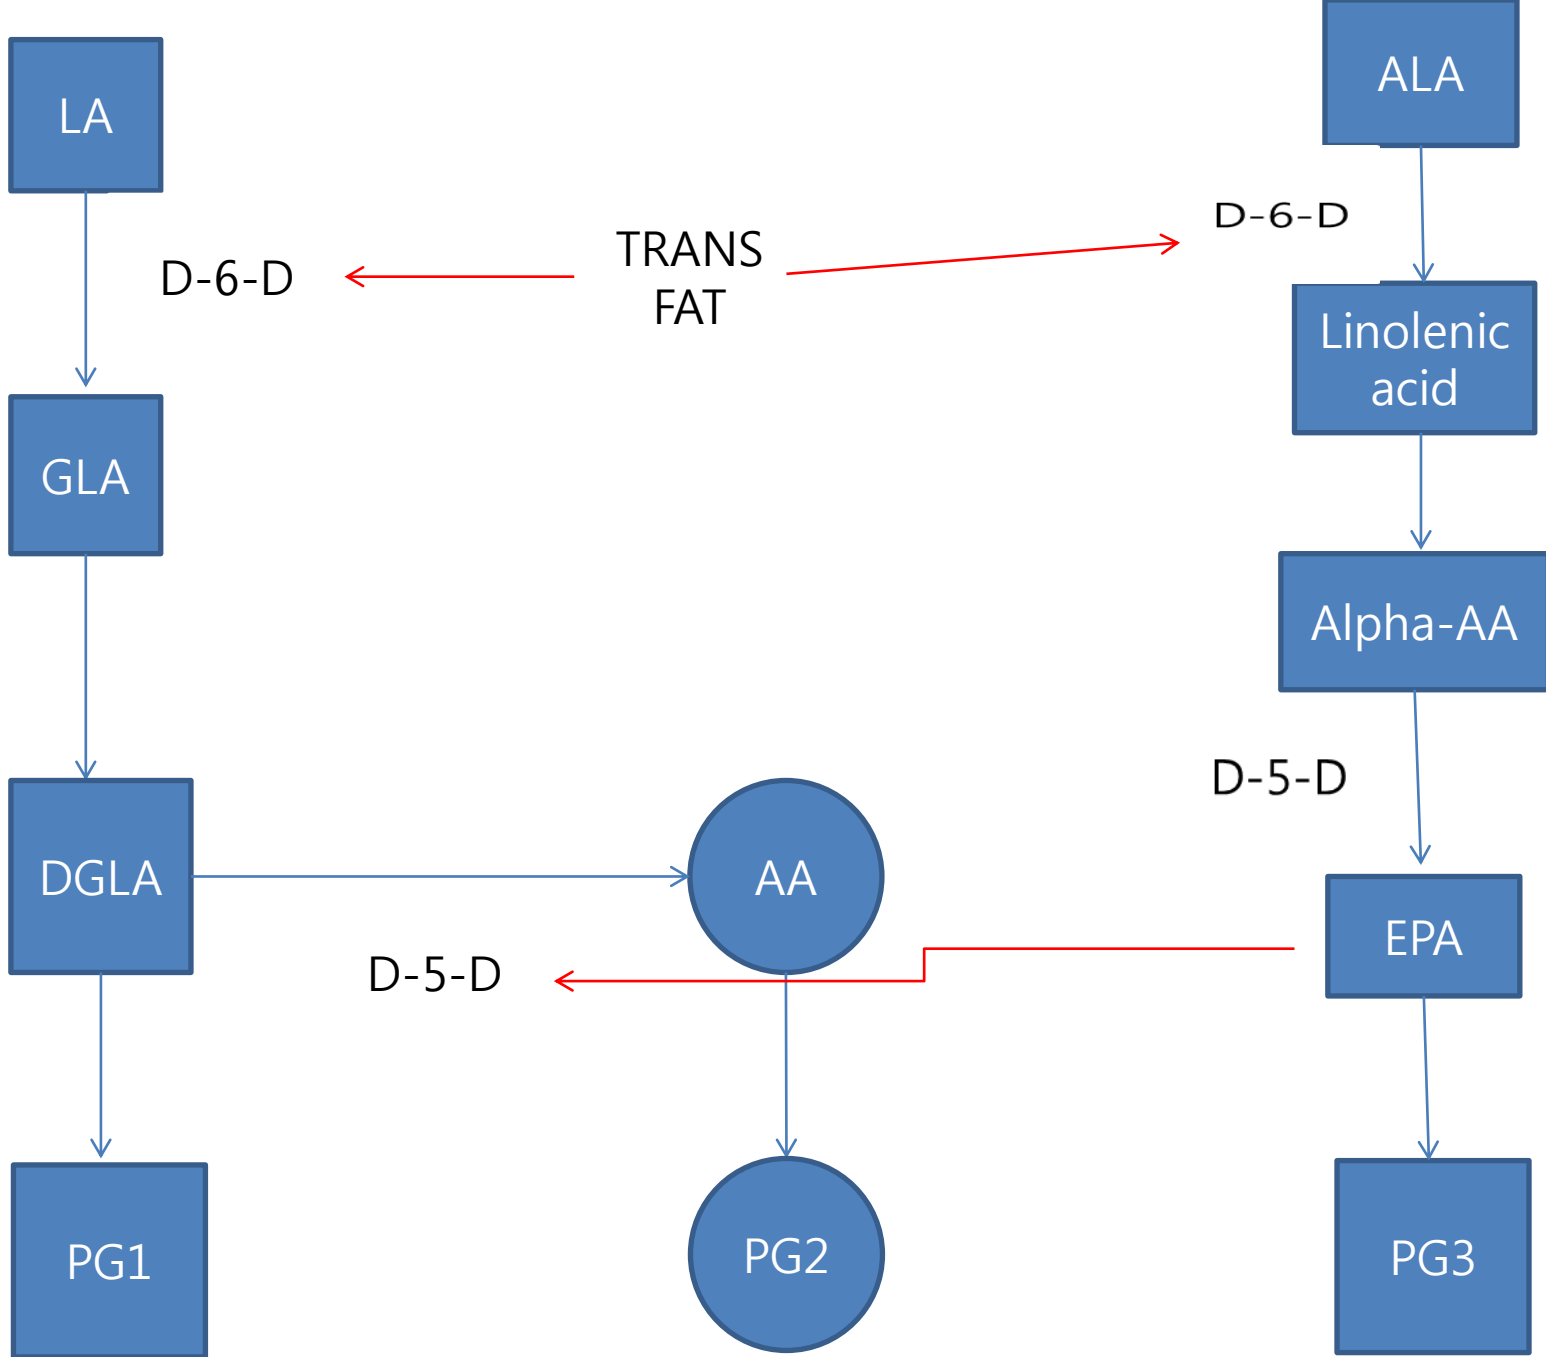 LA
ALA
D-6-D
TRANS
FAT
D-6-D
Linolenic
acid
GLA
Alpha-AA
D-5-D
DGLA
AA
EPA
D-5-D
PG1
PG2
PG3